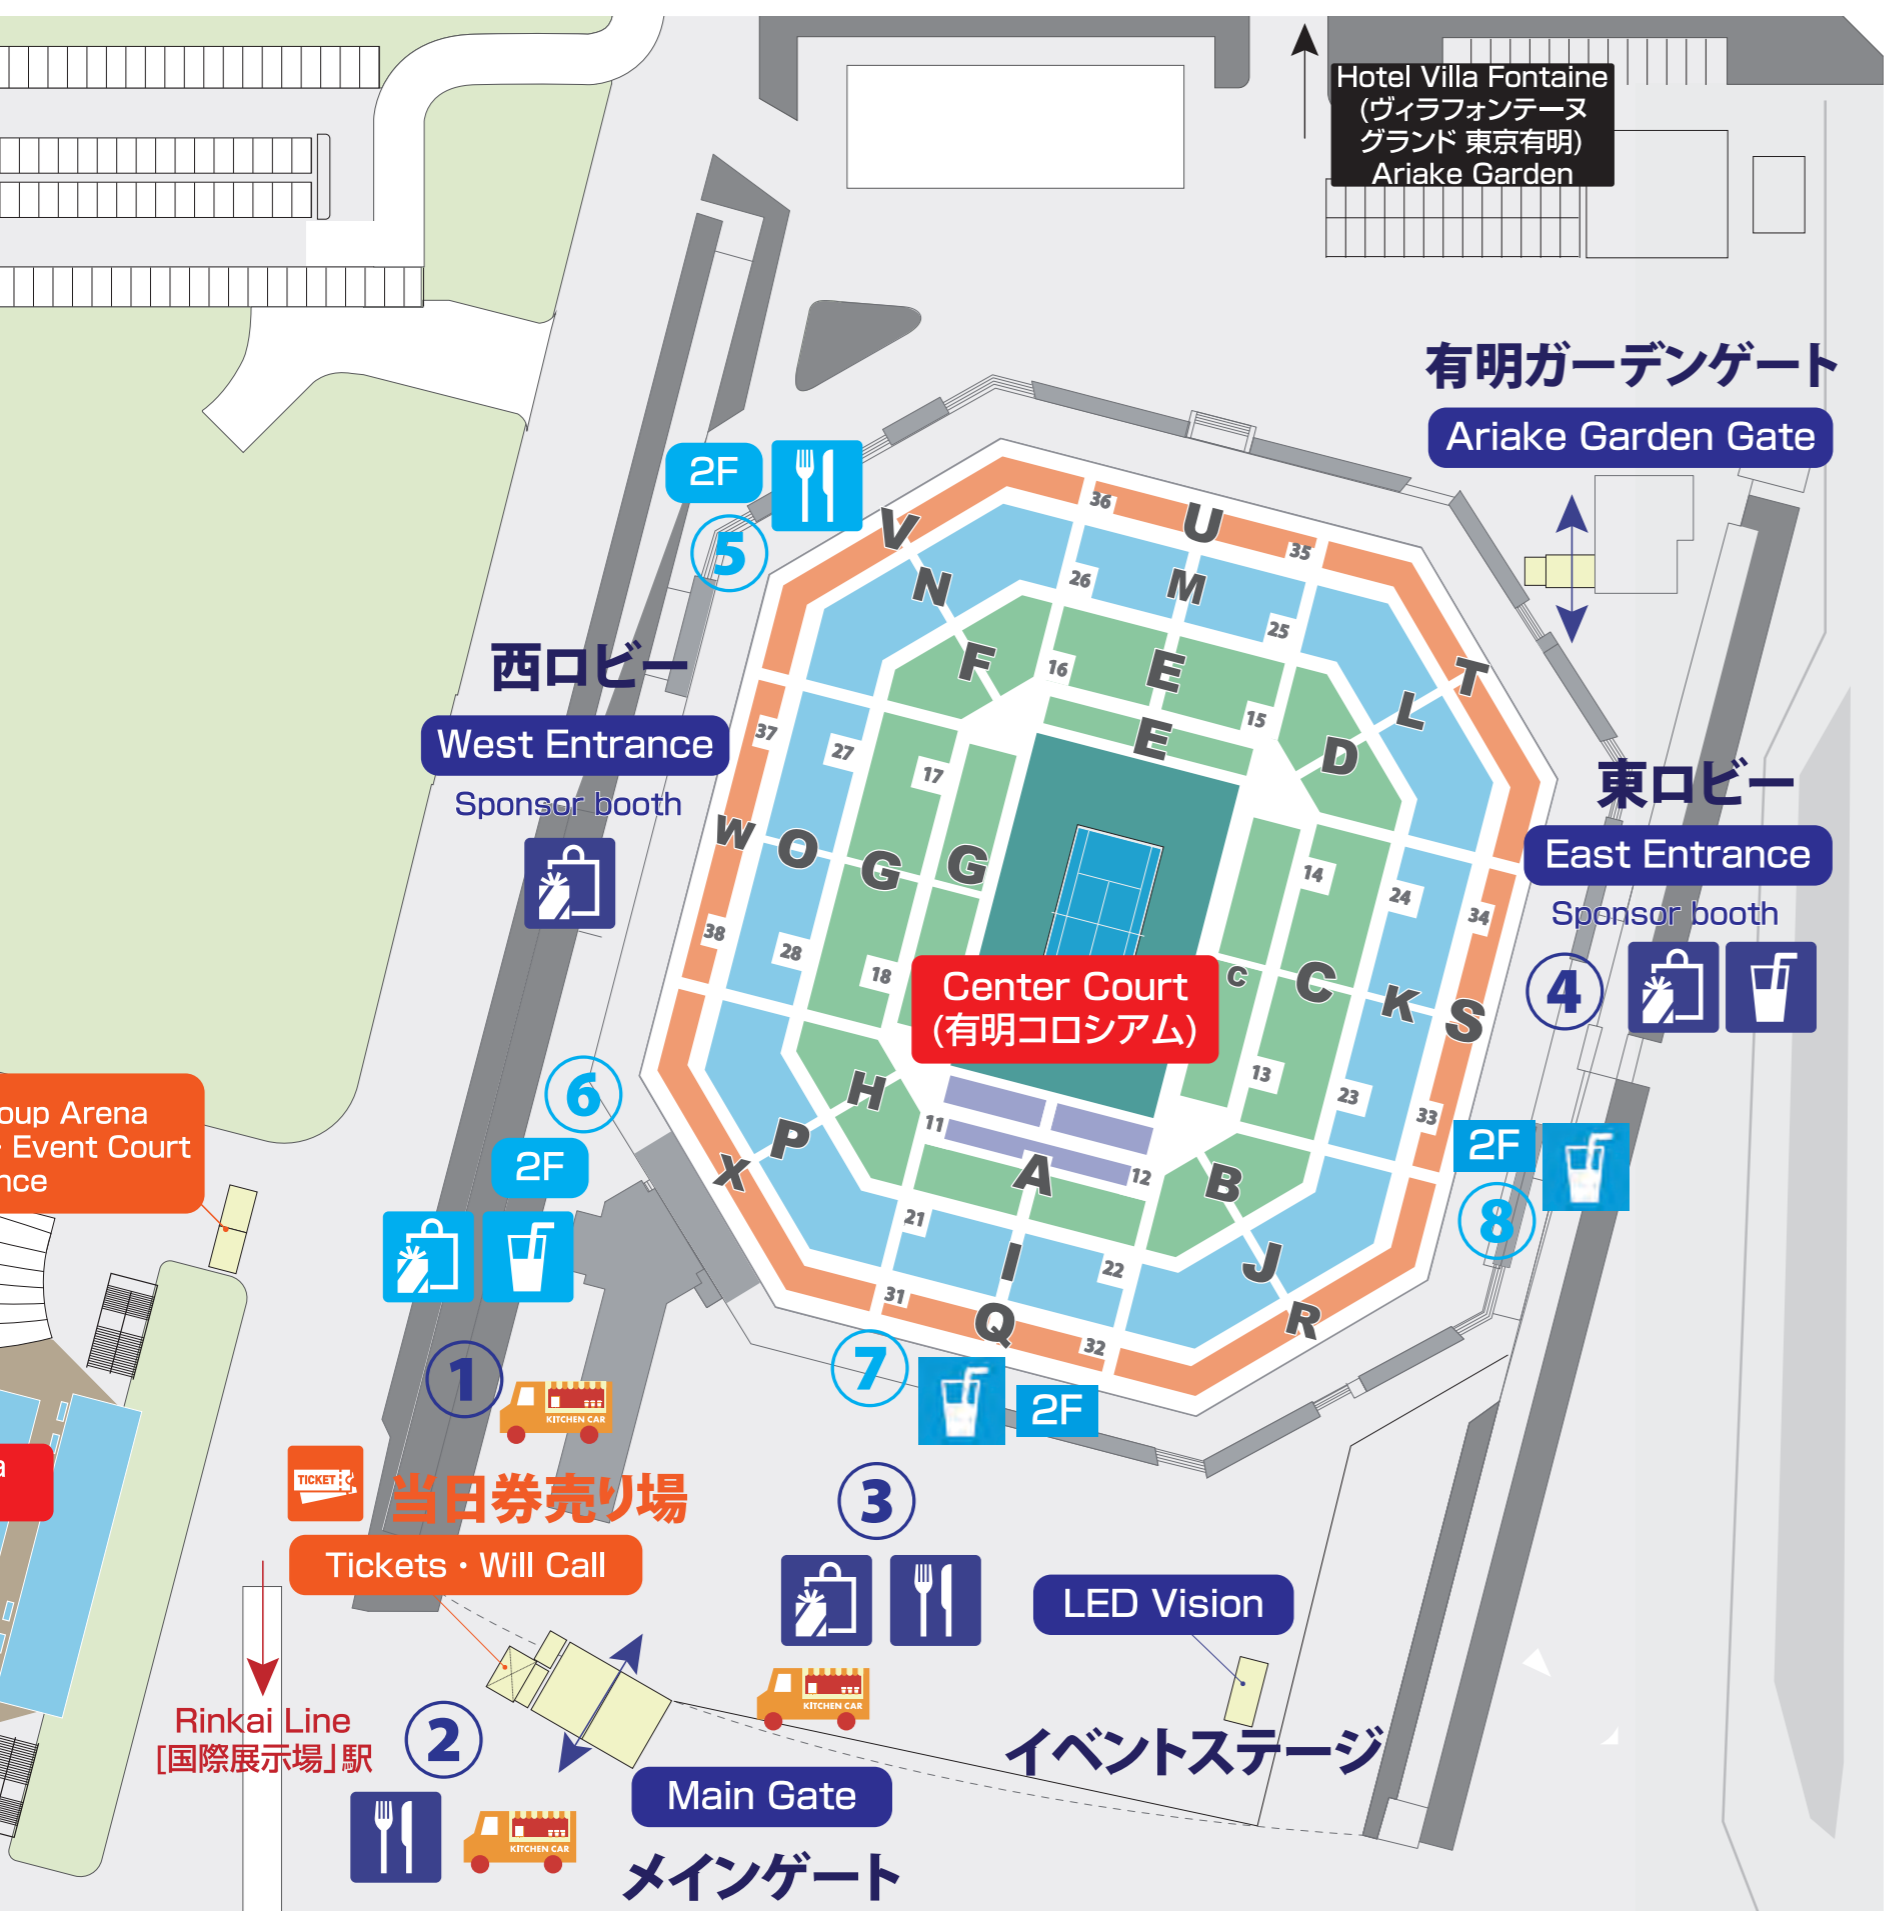 Hotel Villa Fontaine
(ヴィラフォンテーヌ
グランド 東京有明)
Ariake Garden
有明ガーデンゲート
Ariake Garden Gate
2F
5
36
U
35
V
N
26
M
25
F
16
E
15
E
T
L
D
西ロビー
West Entrance
Sponsor booth
37
27
17
W
O
G
G
38
28
18
東ロビー
East Entrance
Sponsor booth
4
14
24
34
C
C
K
S
13
23
33
Center Court
(有明コロシアム)
6
2F
H
P
X
11
A
12
B
21
I
22
J
31
Q
32
R
2F
8
oup Arena
Event Court
nce
1
KITCHEN CAR
7
2F
TICKET
当日券売り場
Tickets・Will Call
3
KITCHEN CAR
LED Vision
イベントステージ
a
Rinkai Line
[国際展示場」駅
2
KITCHEN CAR
Main Gate
メインゲート